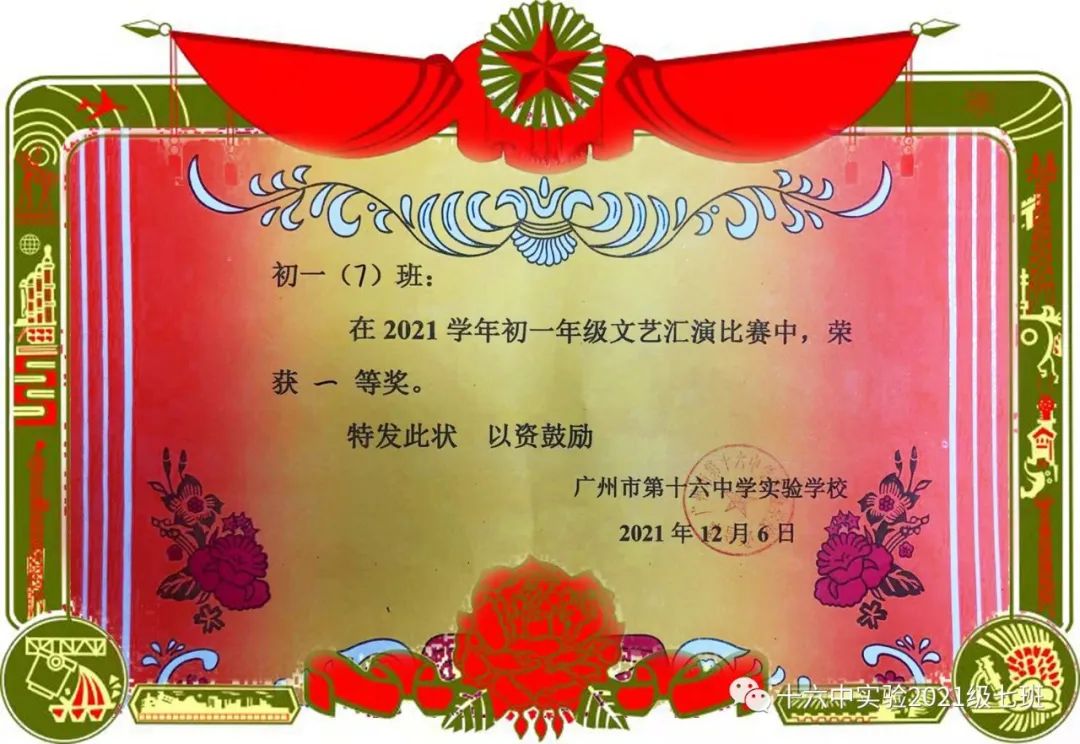 初一（7）班：
在 2021 学年初一年级文艺汇演比赛中，荣
获 一 等奖。
特发此状 以资鼓励
广州市第十六中学实验学校
2021 年 12 月 6 日
十六中实验2021级七班